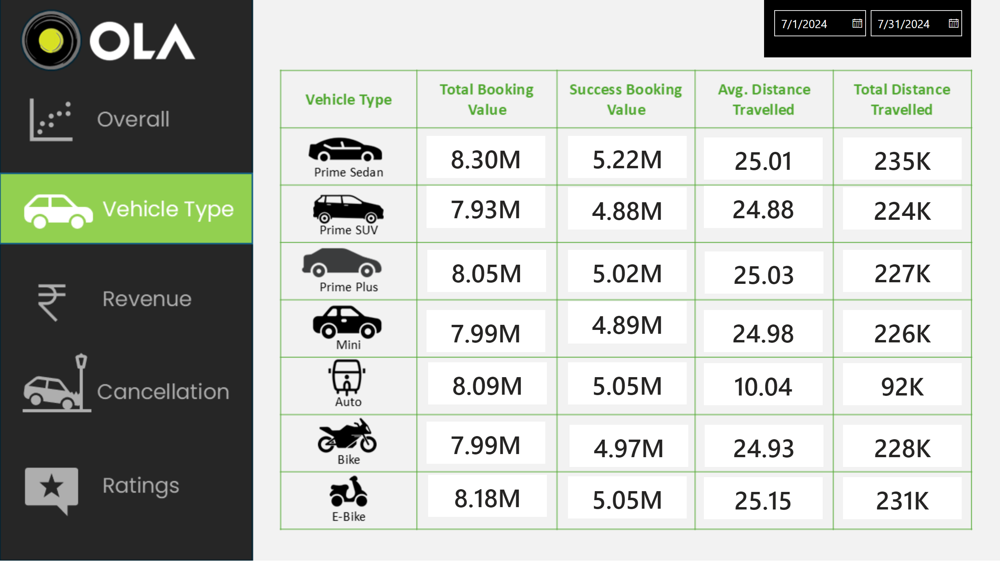 OLA
Overall
Vehicle Type
Revenue
Cancellation
Ratings
7/1/2024 7/31/2024
Vehicle Type Total Booking Value Success Booking Value Avg. Distance Travelled Total Distance Travelled
Prime Sedan 8.30M 5.22M 25.01 235K
Prime SUV 7.93M 4.88M 24.88 224K
Prime Plus 8.05M 5.02M 25.03 227K
Mini 7.99M 4.89M 24.98 226K
Auto 8.09M 5.05M 10.04 92K
Bike 7.99M 4.97M 24.93 228K
E-Bike 8.18M 5.05M 25.15 231K